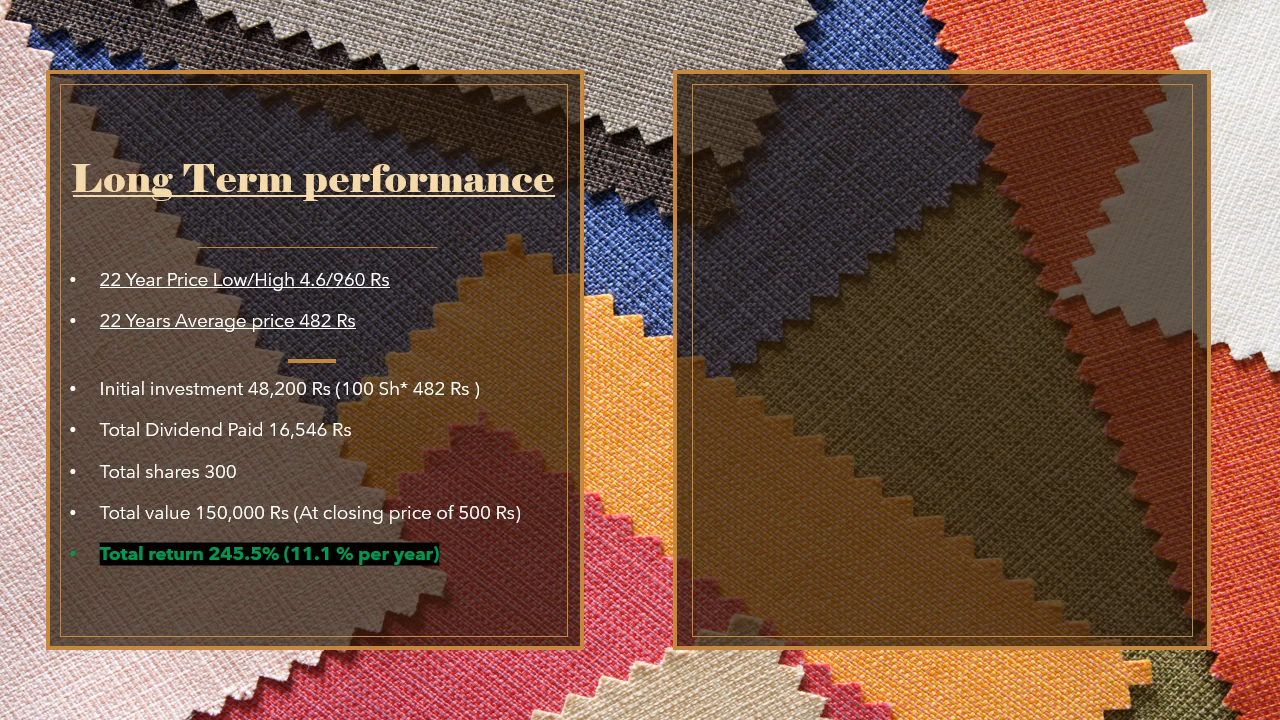 Long Term performance
• 22 Year Price Low/High 4.6/960 Rs
• 22 Years Average price 482 Rs
• Initial investment 48,200 Rs (100 Sh* 482 Rs )
• Total Dividend Paid 16,546 Rs
• Total shares 300
• Total value 150,000 Rs (At closing price of 500 Rs)
• Total return 245.5% (11.1 % per year)